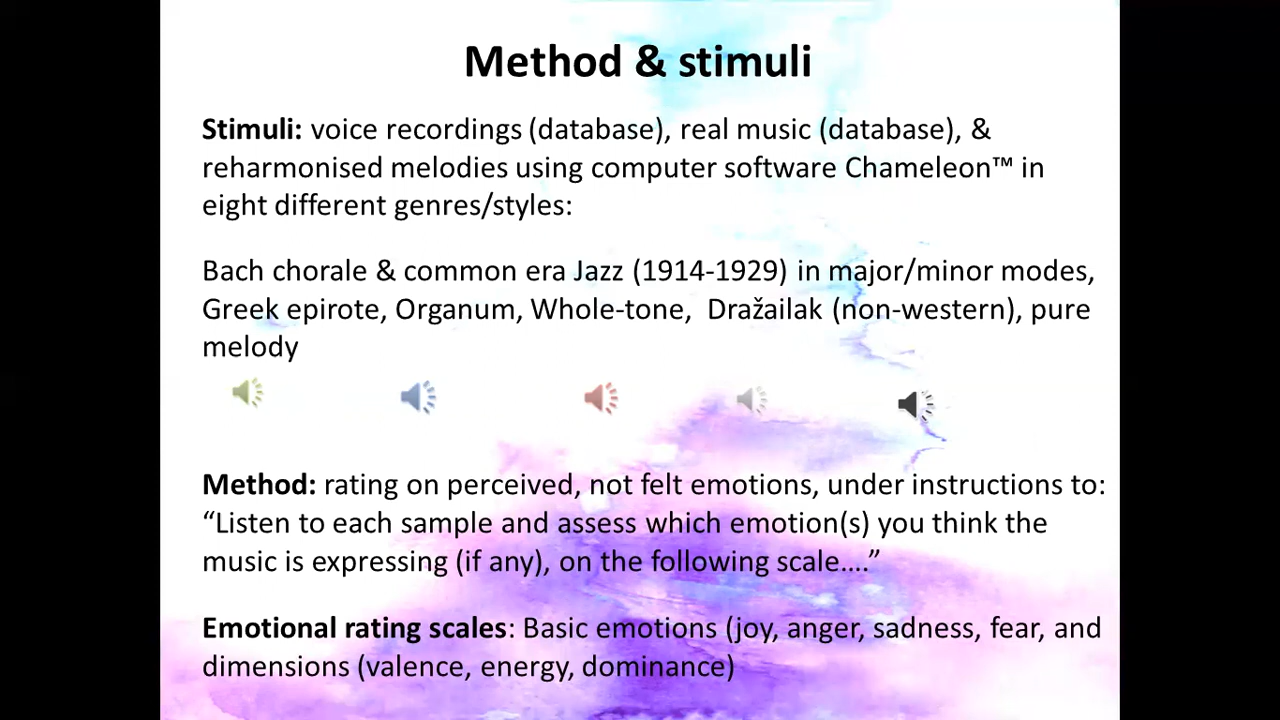 Method & stimuli
Stimuli: voice recordings (database), real music (database), &
reharmonised melodies using computer software Chameleon™ in
eight different genres/styles:
Bach chorale & common era Jazz (1914-1929) in major/minor modes,
Greek epirote, Organum, Whole-tone,  Dražailak (non-western), pure
melody
Method: rating on perceived, not felt emotions, under instructions to:
“Listen to each sample and assess which emotion(s) you think the
music is expressing (if any), on the following scale….”
Emotional rating scales: Basic emotions (joy, anger, sadness, fear, and
dimensions (valence, energy, dominance)